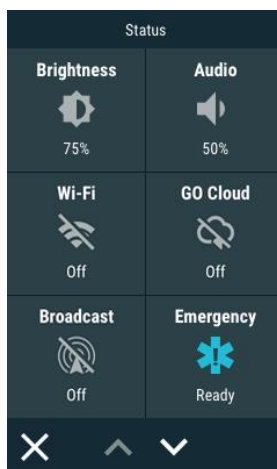 Status
Brightness
Audio
75%
50%
Wi-Fi
GO Cloud
Off
Off
Broadcast
Emergency
Off
Ready